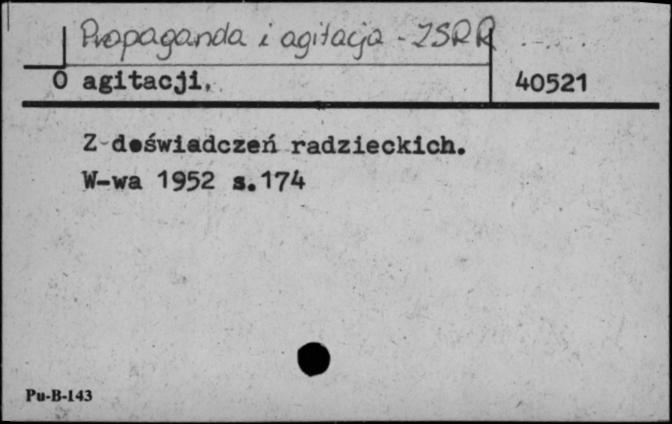 Propaganda i agitacja - ZSRR
O agitacji. 40521
Z doświadczeń radzieckich.
W-wa 1952 s.174
Pu-B-143